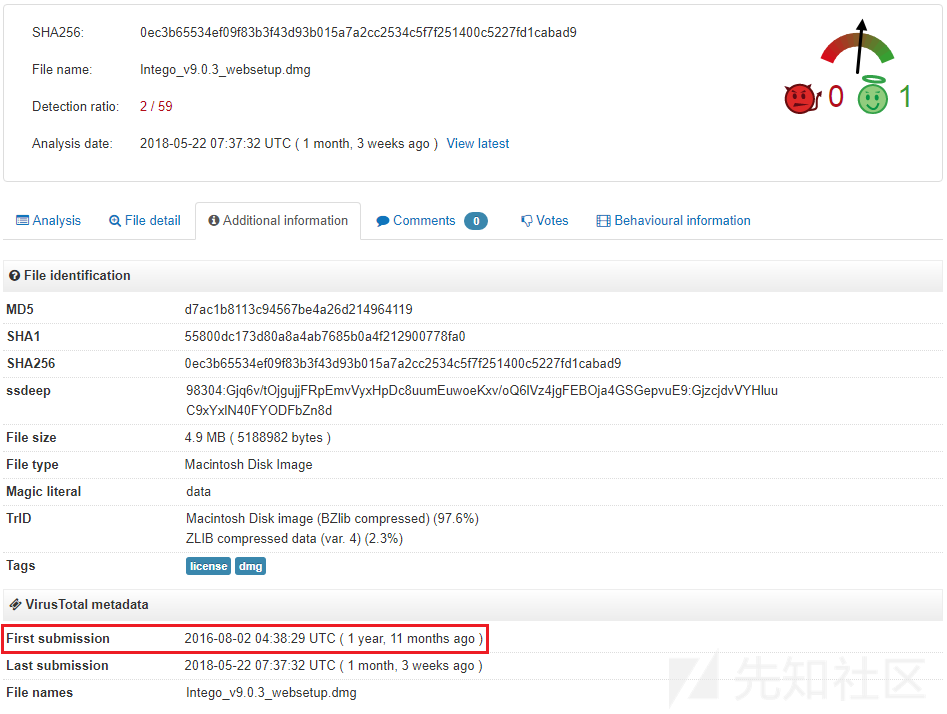 SHA256: 0ec3b65534ef09f83b3f43d93b015a7a2cc2534c5f7f251400c5227fd1cabad9
File name: Intego_v9.0.3_websetup.dmg
Detection ratio: 2 / 59
0 1
Analysis date: 2018-05-22 07:37:32 UTC ( 1 month, 3 weeks ago ) View latest
Analysis File detail Additional information Comments 0 Votes Behavioural information
File identification
MD5 d7ac1b8113c94567be4a26d214964119
SHA1 55800dc173d80a8a4ab7685b0a4f212900778fa0
SHA256 0ec3b65534ef09f83b3f43d93b015a7a2cc2534c5f7f251400c5227fd1cabad9
ssdeep 98304:Gjq6v/tOjgujjFRpEmvVyxHpDc8uumEuwoeKxv/oQ6IVz4jgFEBOja4GSGepvuE9:GjzcjdvVYHluu
C9xYxlN40FYODFbZn8d
File size 4.9 MB ( 5188982 bytes )
File type Macintosh Disk Image
Magic literal data
TrID Macintosh Disk image (BZlib compressed) (97.6%)
ZLIB compressed data (var. 4) (2.3%)
Tags license dmg
VirusTotal metadata
First submission 2016-08-02 04:38:29 UTC ( 1 year, 11 months ago )
Last submission 2018-05-22 07:37:32 UTC ( 1 month, 3 weeks ago )
File names Intego_v9.0.3_websetup.dmg
先知社区